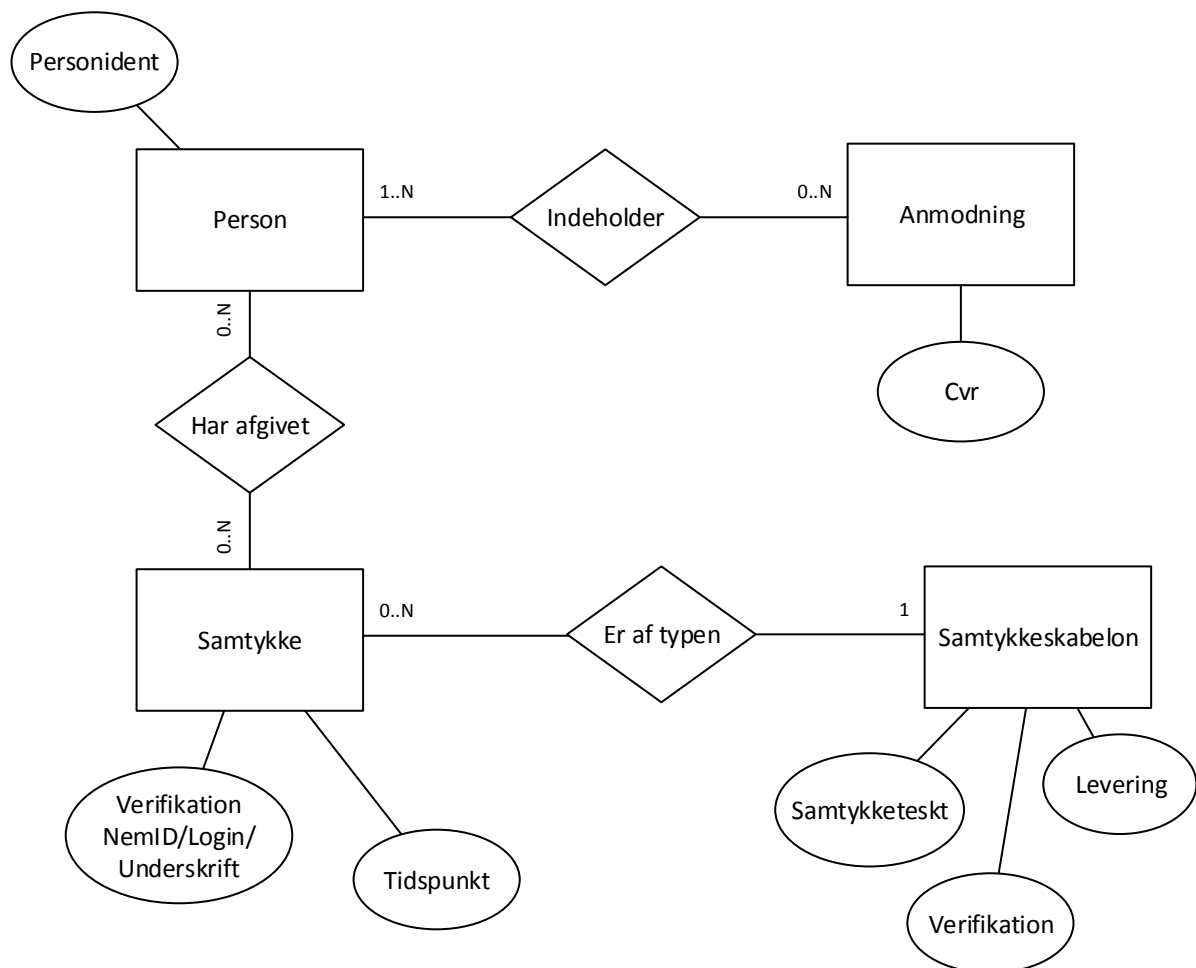 Personident
Person
1..N
Indeholder
0..N
Anmodning
0..N
Cvr
Har afgivet
0..N
Samtykke
0..N
Er af typen
1
Samtykkeskabelon
Verifikation
NemID/Login/
Underskrift
Tidspunkt
Samtykketeskt
Levering
Verifikation